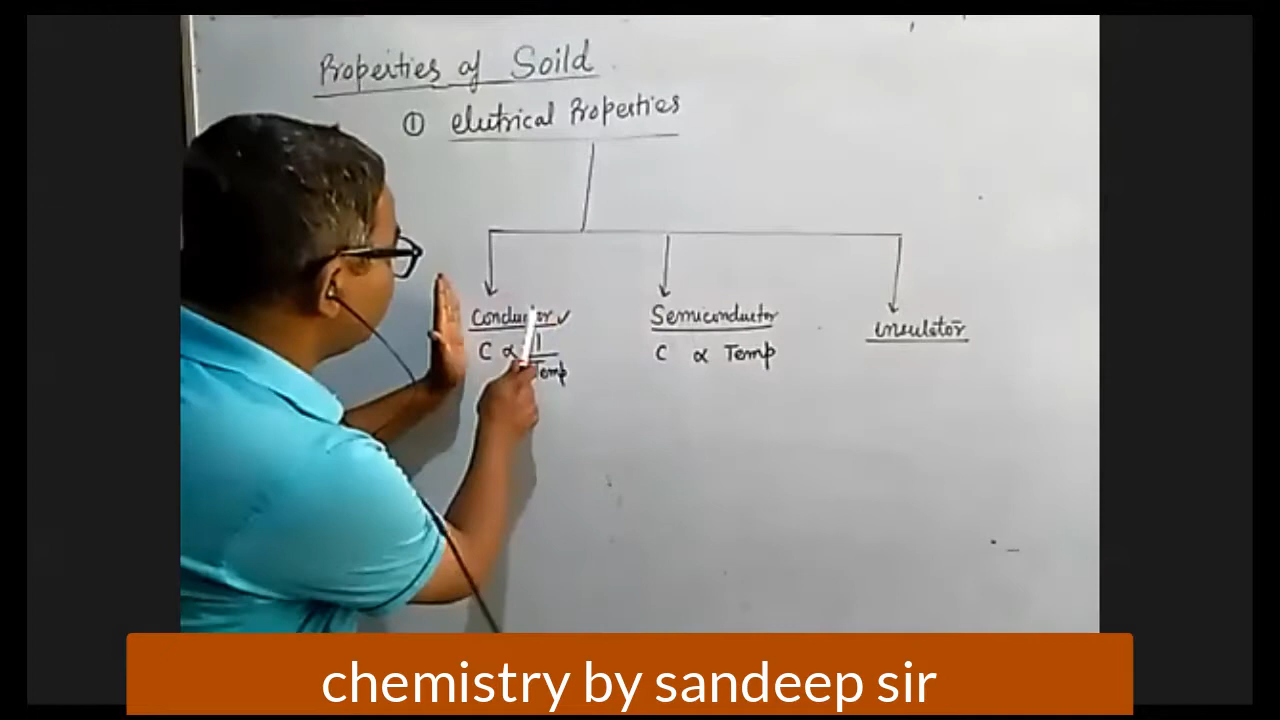 Properties of Soild
① electrical Properties
Conductor ✓ Semiconductor insulator
C ∝ 1/Temp C ∝ Temp
chemistry by sandeep sir